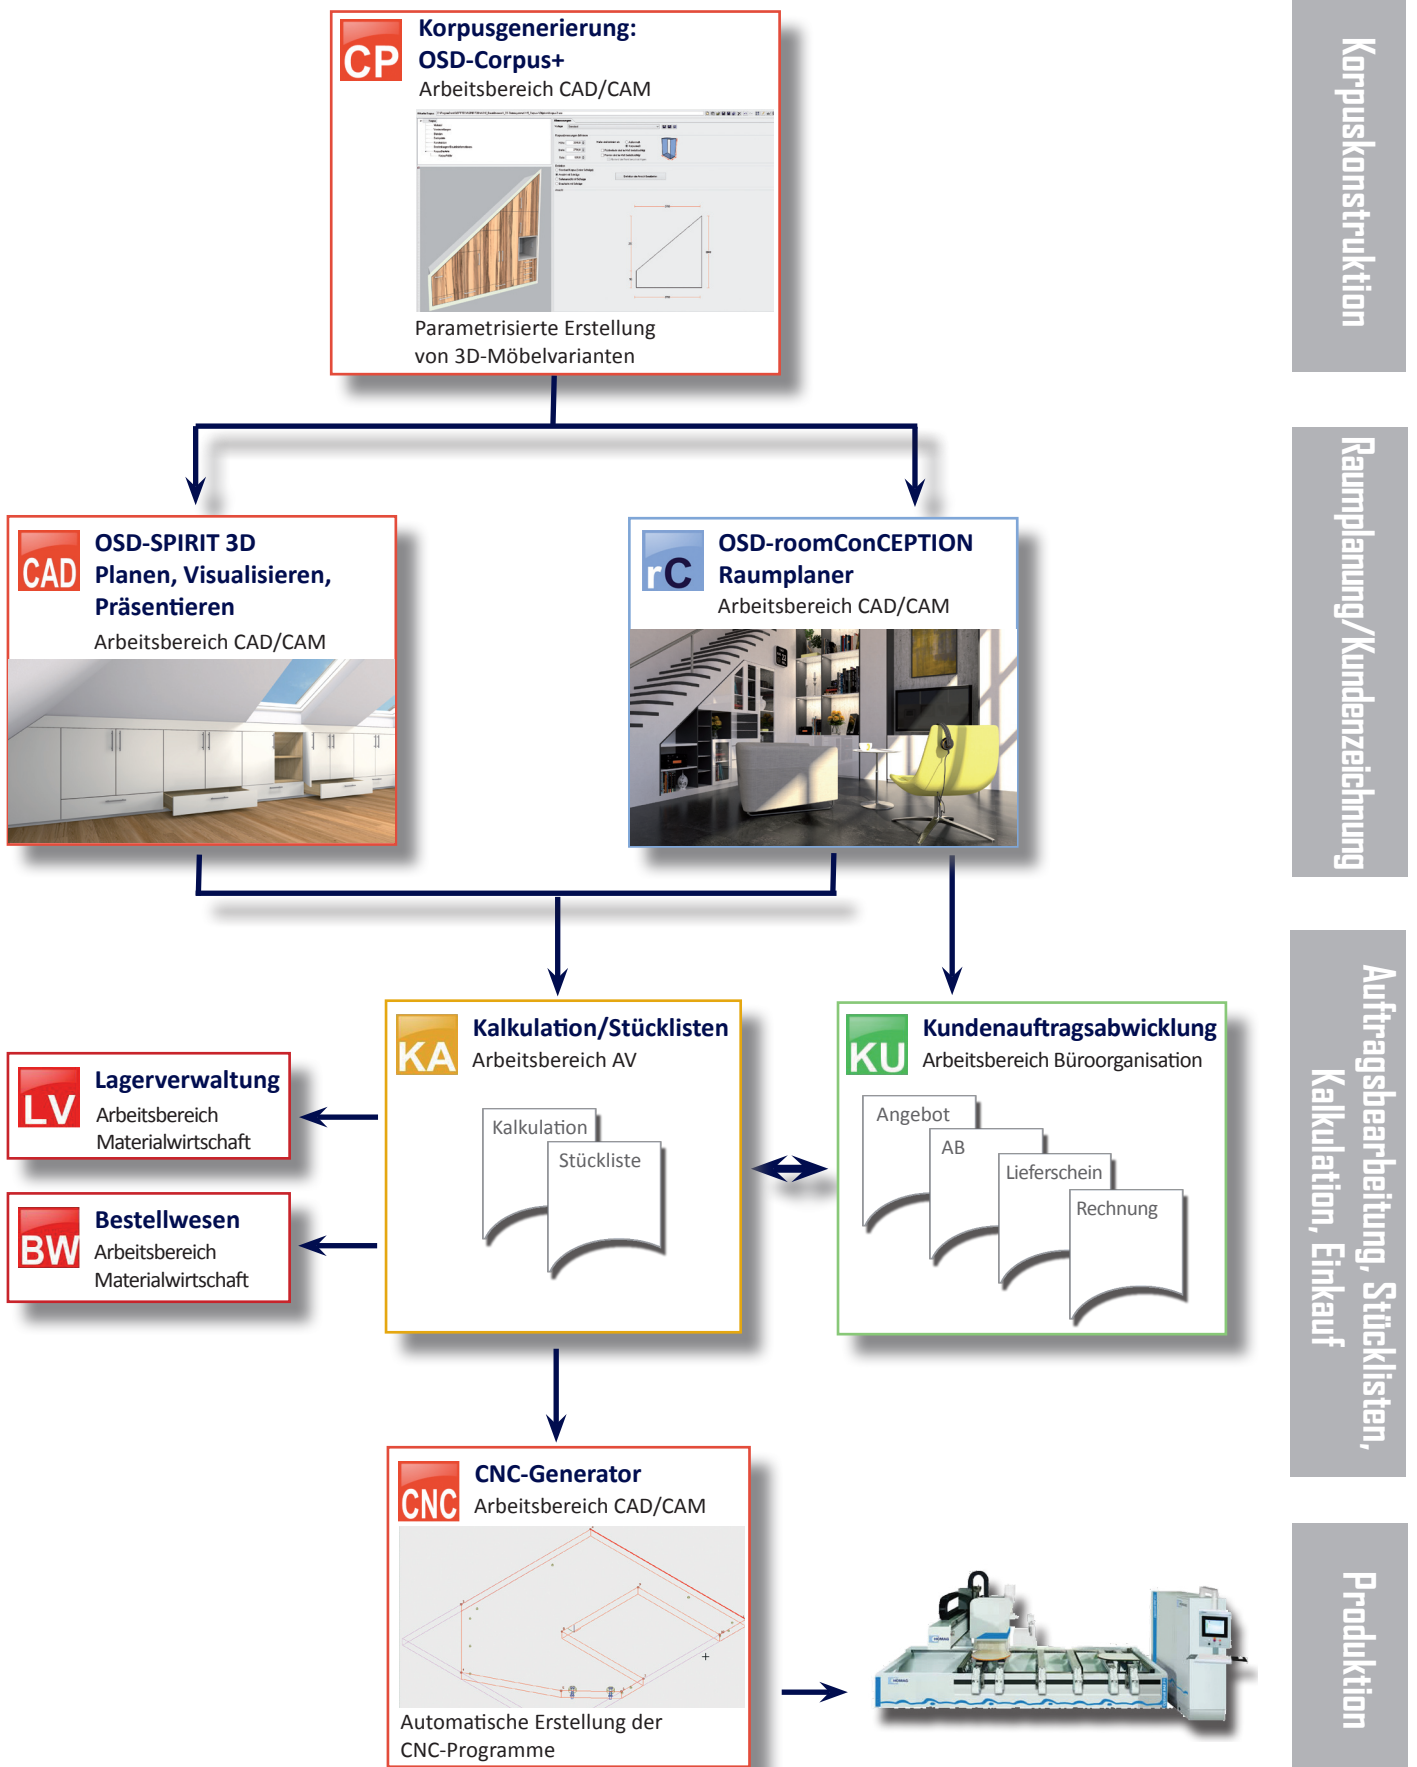 CP
Korpusgenerierung:
OSD-Corpus+
Arbeitsbereich CAD/CAM
Parametrisierte Erstellung
von 3D-Möbelvarianten
Korpuskonstruktion
CAD
OSD-SPIRIT 3D
Planen, Visualisieren,
Präsentieren
Arbeitsbereich CAD/CAM
rC
OSD-roomConCEPTION
Raumplaner
Arbeitsbereich CAD/CAM
Raumplanung/Kundenzeichnung
KA
Kalkulation/Stücklisten
Arbeitsbereich AV
Kalkulation
Stückliste
KU
Kundenauftragsabwicklung
Arbeitsbereich Büroorganisation
Angebot
AB
Lieferschein
Rechnung
LV
Lagerverwaltung
Arbeitsbereich
Materialwirtschaft
BW
Bestellwesen
Arbeitsbereich
Materialwirtschaft
Auftragsbearbeitung, Stücklisten,
Kalkulation, Einkauf
CNC
CNC-Generator
Arbeitsbereich CAD/CAM
Automatische Erstellung der
CNC-Programme
HOMAG
HOMAG
Produktion